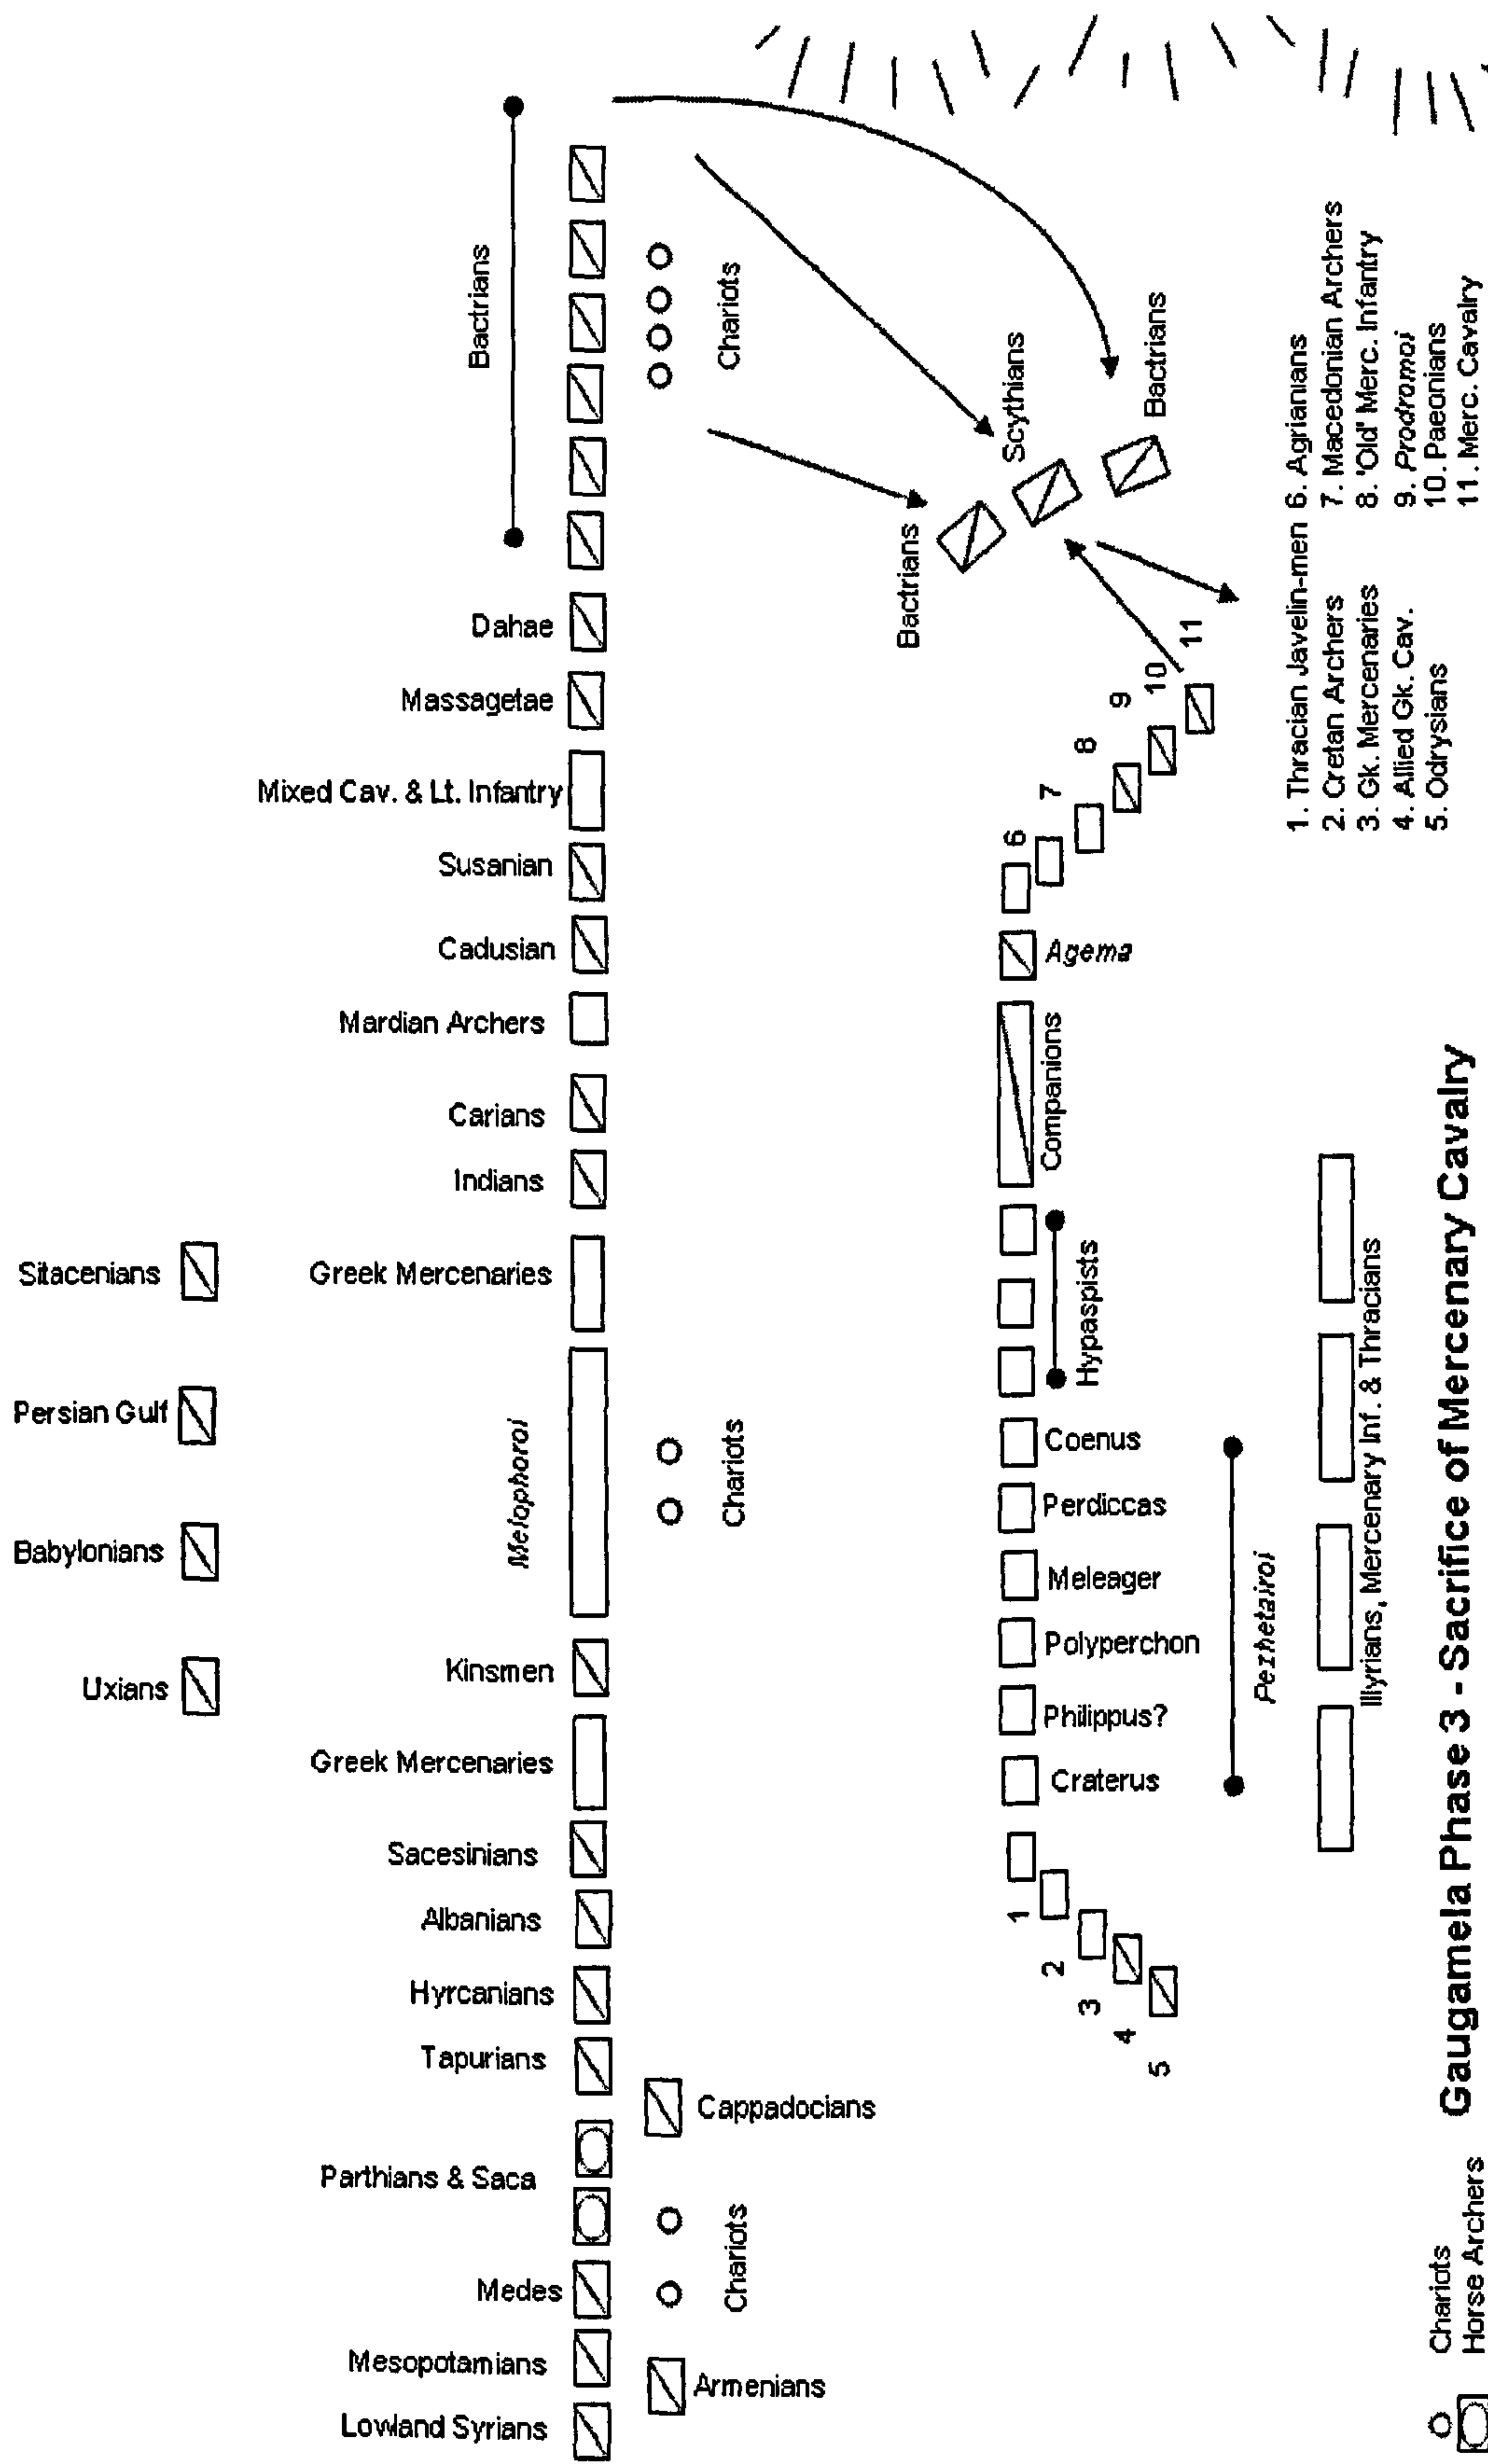 Sitacenians
Persian Gulf
Babylonians
Uxians
Bactrians
Dahae
Massagetae
Mixed Cav. & Lt. Infantry
Susanian
Cadusian
Mardian Archers
Carians
Indians
Greek Mercenaries
Melophoroi
Kinsmen
Greek Mercenaries
Sacesinians
Albanians
Hyrcanians
Tapurians
Parthians & Saca
Medes
Mesopotamians
Lowland Syrians
Chariots
Chariots
Cappadocians
Chariots
Armenians
Bactrians
Scythians
Bactrians
11
10
9
8
7
6
Agema
Companions
Hypaspists
Coenus
Perdiccas
Meleager
Polyperchon
Philippus?
Craterus
Pezhetairoi
1
2
3
4
5
Illyrians, Mercenary Inf. & Thracians
1. Thracian Javelin-men
2. Cretan Archers
3. Gk. Mercenaries
4. Allied Gk. Cav.
5. Odrysians
6. Agrianians
7. Macedonian Archers
8. 'Old' Merc. Infantry
9. Prodromoi
10. Paeonians
11. Merc. Cavalry
Gaugamela Phase 3 - Sacrifice of Mercenary Cavalry
Chariots
Horse Archers